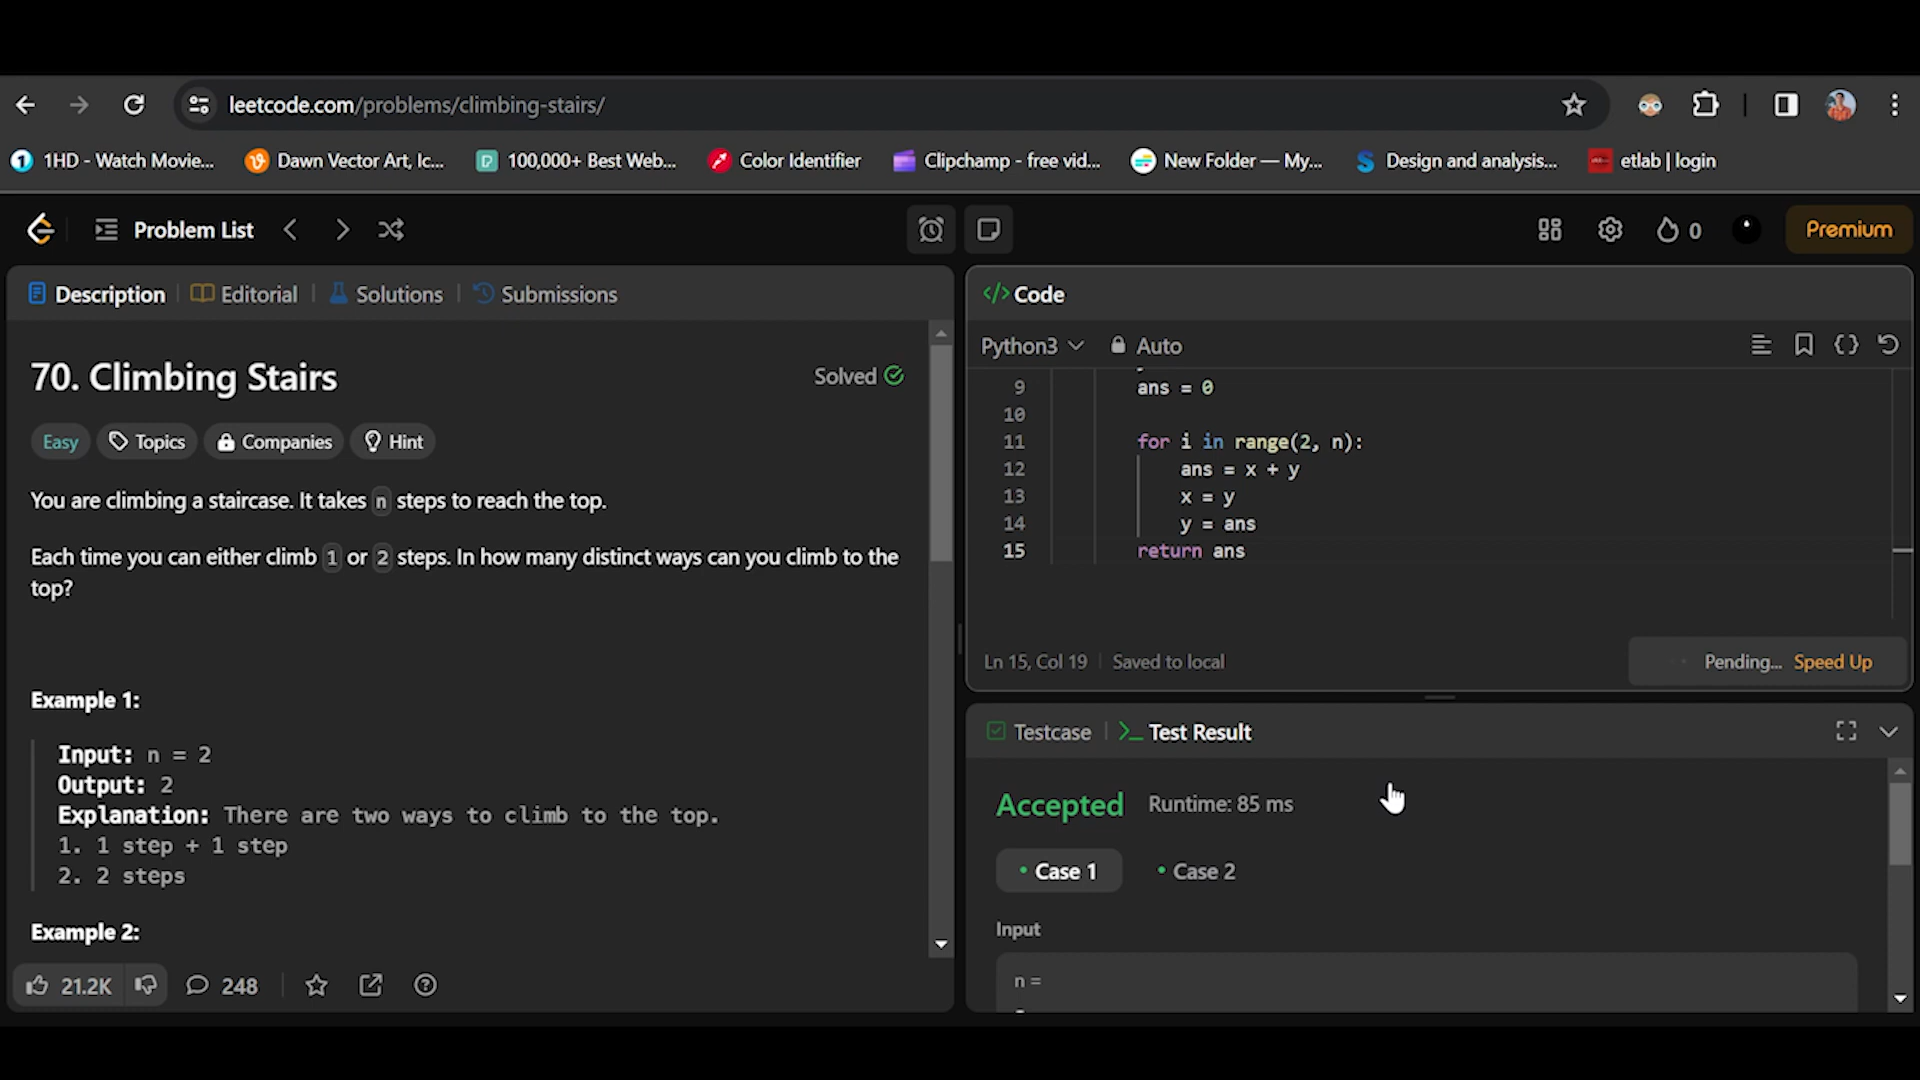 leetcode.com/problems/climbing-stairs/
1HD - Watch Movie...
Dawn Vector Art, Ic...
100,000+ Best Web...
Color Identifier
Clipchamp - free vid...
New Folder — My...
Design and analysis...
etlab | login
Problem List
0
Premium
Description
Editorial
Solutions
Submissions
70. Climbing Stairs
Solved
Easy
Topics
Companies
Hint
You are climbing a staircase. It takes n steps to reach the top.
Each time you can either climb 1 or 2 steps. In how many distinct ways can you climb to the
top?
Example 1:
Input: n = 2
Output: 2
Explanation: There are two ways to climb to the top.
1. 1 step + 1 step
2. 2 steps
Example 2:
21.2K
248
</> Code
Python3
Auto
9 ans = 0
10
11 for i in range(2, n):
12 ans = x + y
13 x = y
14 y = ans
15 return ans
Ln 15, Col 19
Saved to local
Pending...
Speed Up
Testcase
Test Result
Accepted
Runtime: 85 ms
Case 1
Case 2
Input
n =